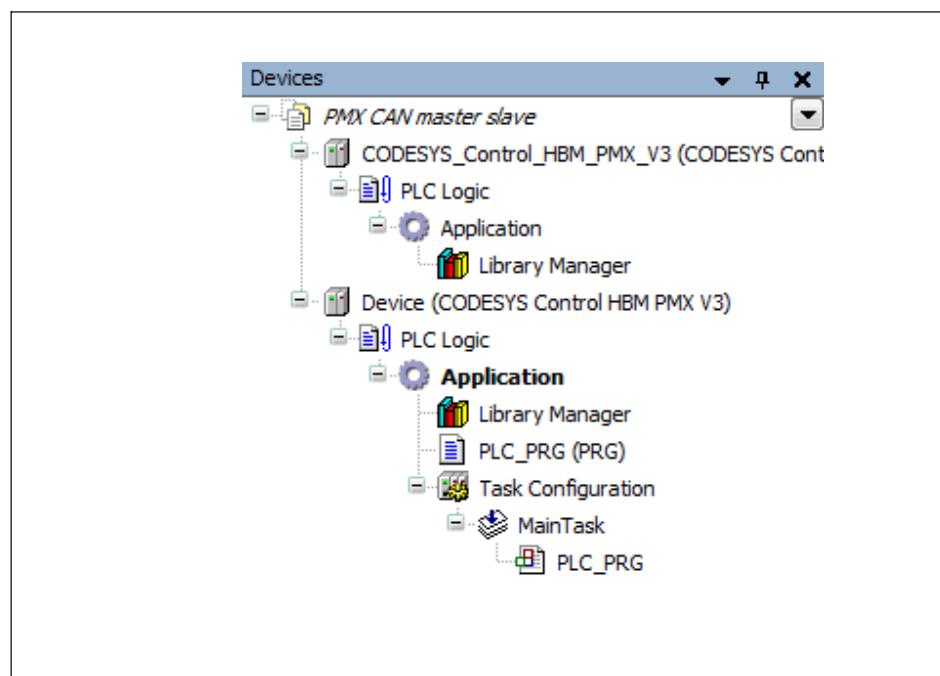 Devices
PMX CAN master slave
CODESYS_Control_HBM_PMX_V3 (CODESYS Cont
PLC Logic
Application
Library Manager
Device (CODESYS Control HBM PMX V3)
PLC Logic
Application
Library Manager
PLC_PRG (PRG)
Task Configuration
MainTask
PLC_PRG